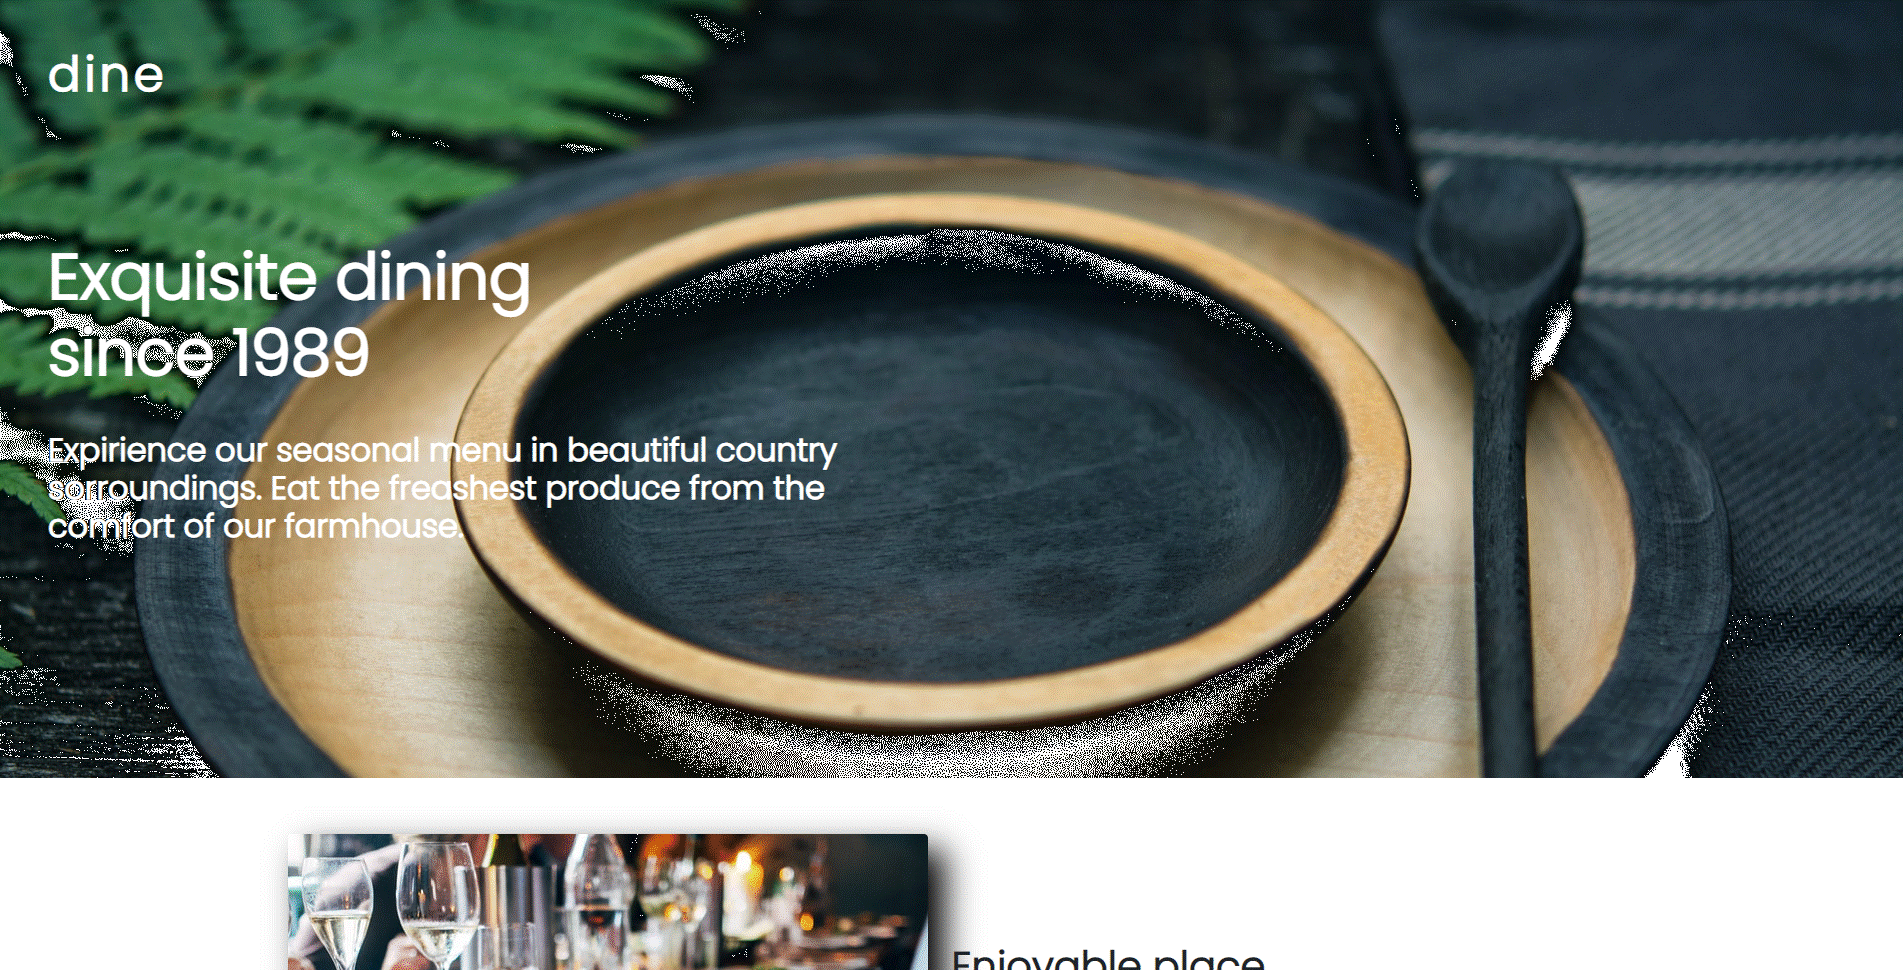 dine
Exquisite dining
since 1989
Expirience our seasonal menu in beautiful country
sorroundings. Eat the freashest produce from the
comfort of our farmhouse.
Enjoyable place